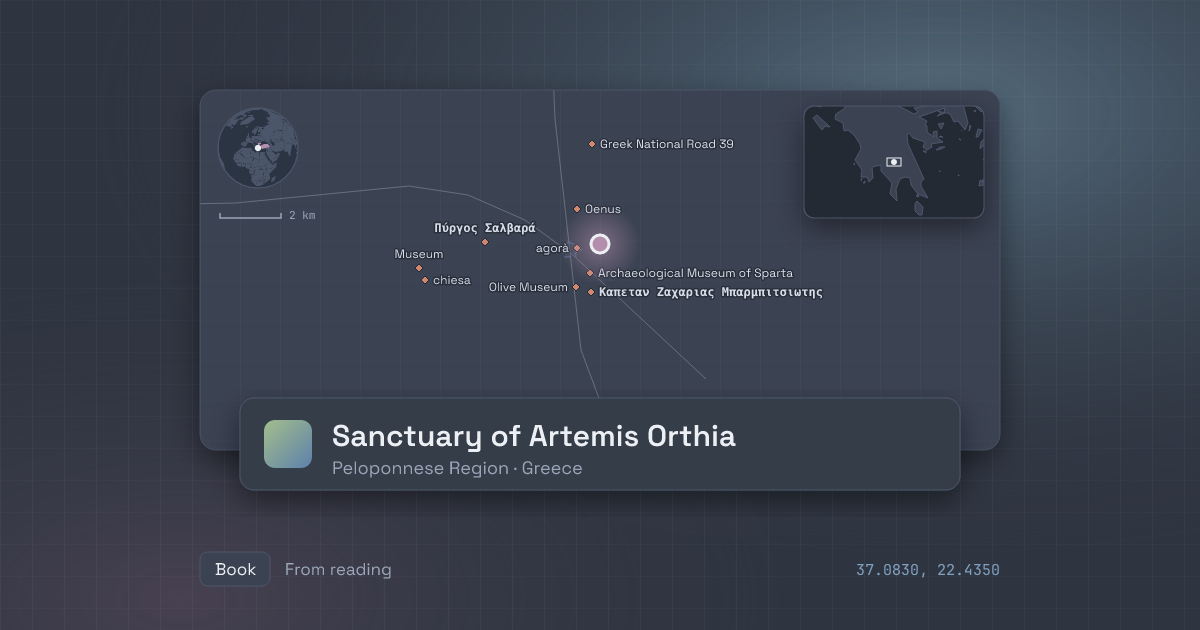 Greek National Road 39
2 km
Oenus
Πύργος Σαλβαρά
agorà
Museum
Archaeological Museum of Sparta
chiesa
Olive Museum
Καπεταν Ζαχαριας Μπαρμπιτσιωτης
Sanctuary of Artemis Orthia
Peloponnese Region · Greece
Book
From reading
37.0830, 22.4350